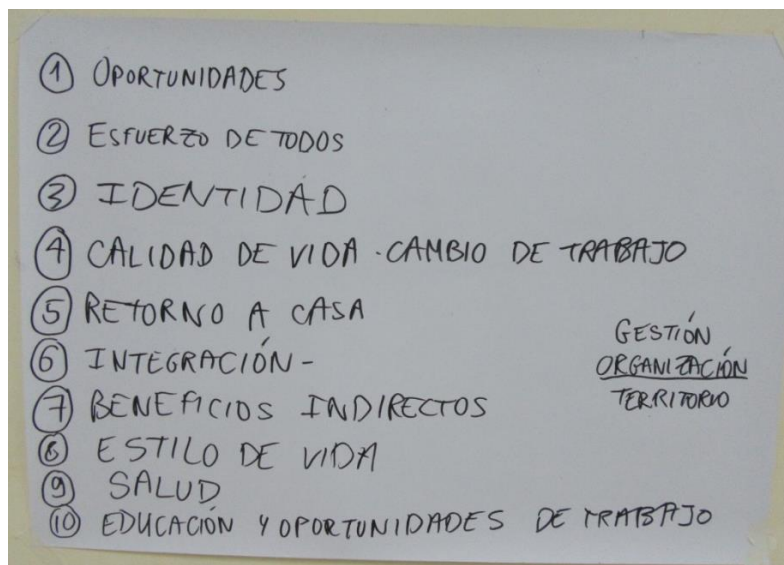 ① OPORTUNIDADES
② ESFUERZO DE TODOS
③ IDENTIDAD
④ CALIDAD DE VIDA · CAMBIO DE TRABAJO
⑤ RETORNO A CASA
⑥ INTEGRACIÓN -
⑦ BENEFICIOS INDIRECTOS
⑧ ESTILO DE VIDA
⑨ SALUD
⑩ EDUCACIÓN Y OPORTUNIDADES DE TRABAJO
GESTIÓN
ORGANIZACIÓN
TERRITORIO